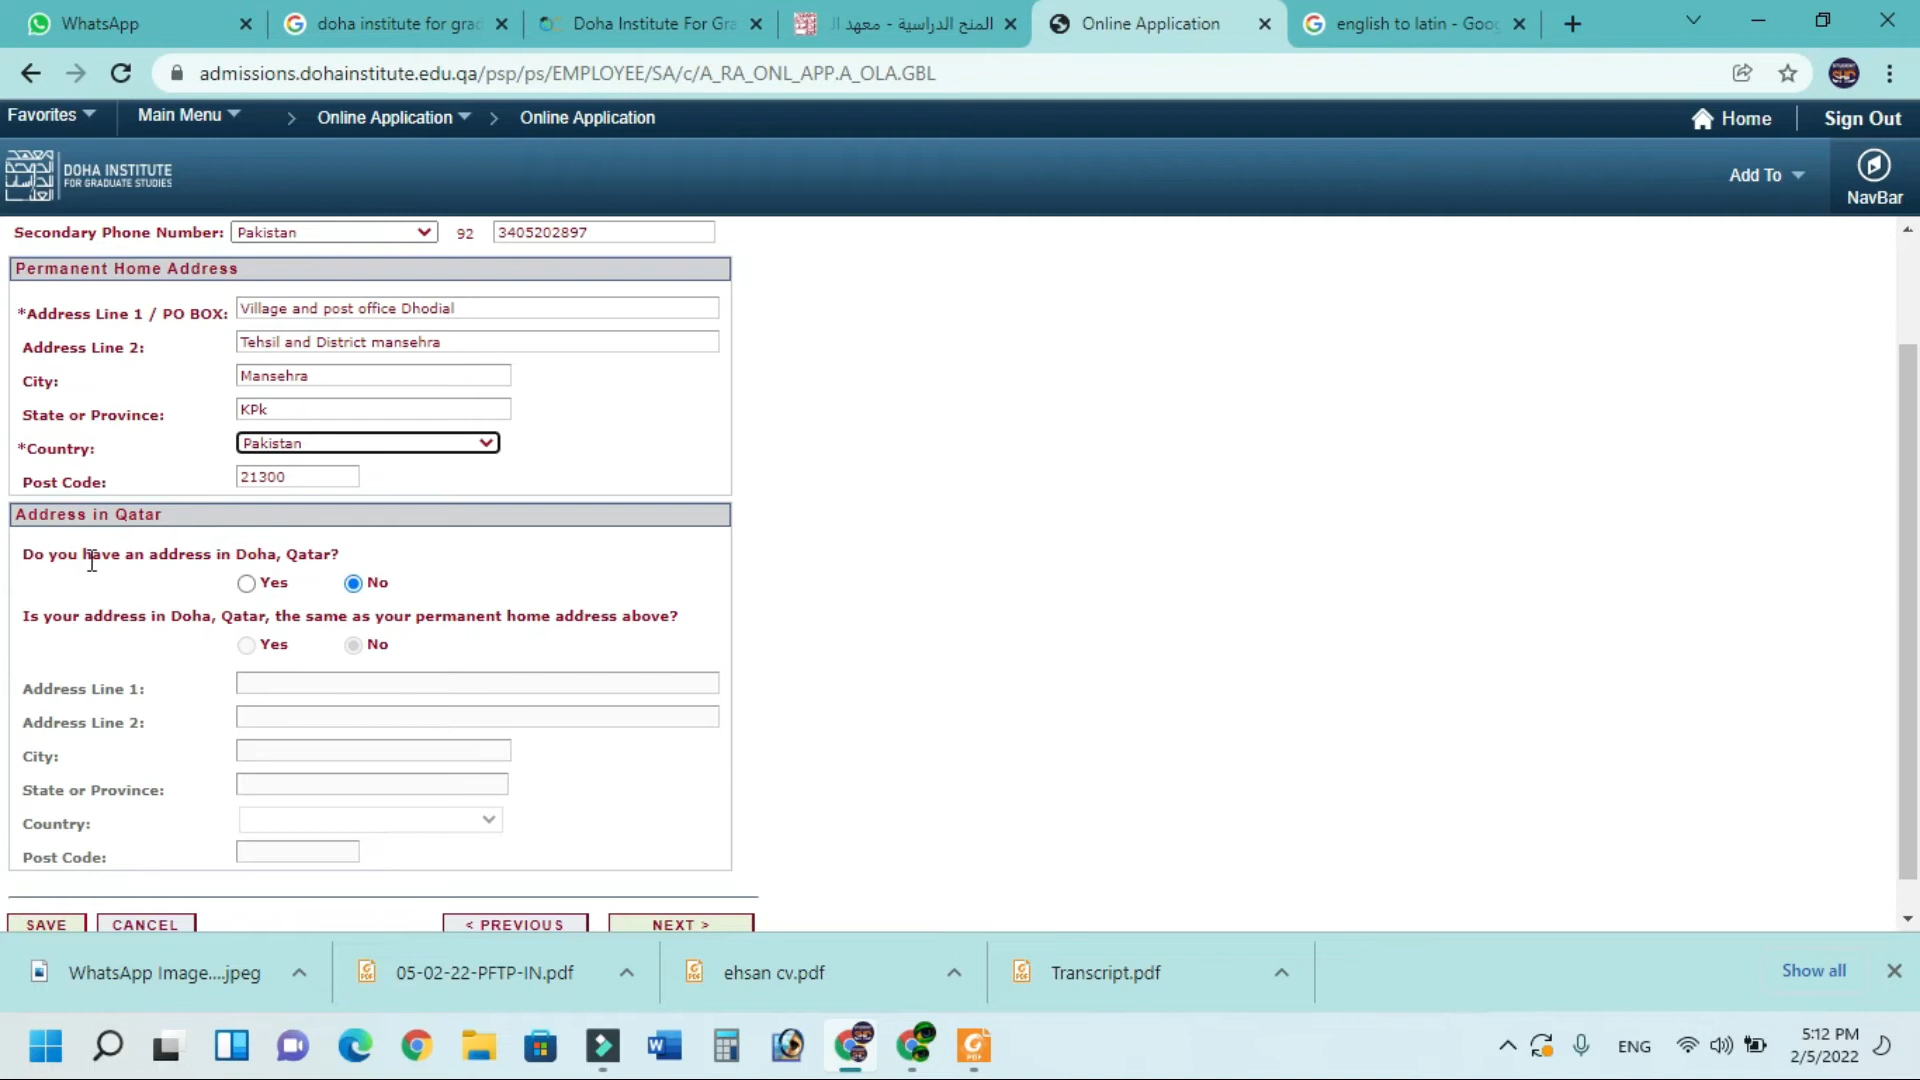 WhatsApp
doha institute for grad
Doha Institute For Gra
المنح الدراسية - معهد ال
Online Application
english to latin - Goog
admissions.dohainstitute.edu.qa/psp/ps/EMPLOYEE/SA/c/A_RA_ONL_APP.A_OLA.GBL
Favorites
Main Menu
>
Online Application
>
Online Application
Home
Sign Out
DOHA INSTITUTE
FOR GRADUATE STUDIES
Add To
NavBar
Secondary Phone Number: Pakistan 92 3405202897
Permanent Home Address
*Address Line 1 / PO BOX: Village and post office Dhodial
Address Line 2: Tehsil and District mansehra
City: Mansehra
State or Province: KPk
*Country: Pakistan
Post Code: 21300
Address in Qatar
Do you have an address in Doha, Qatar?
Yes No
Is your address in Doha, Qatar, the same as your permanent home address above?
Yes No
Address Line 1:
Address Line 2:
City:
State or Province:
Country:
Post Code:
SAVE CANCEL < PREVIOUS NEXT >
WhatsApp Image....jpeg
05-02-22-PFTP-IN.pdf
ehsan cv.pdf
Transcript.pdf
Show all
ENG
5:12 PM
2/5/2022